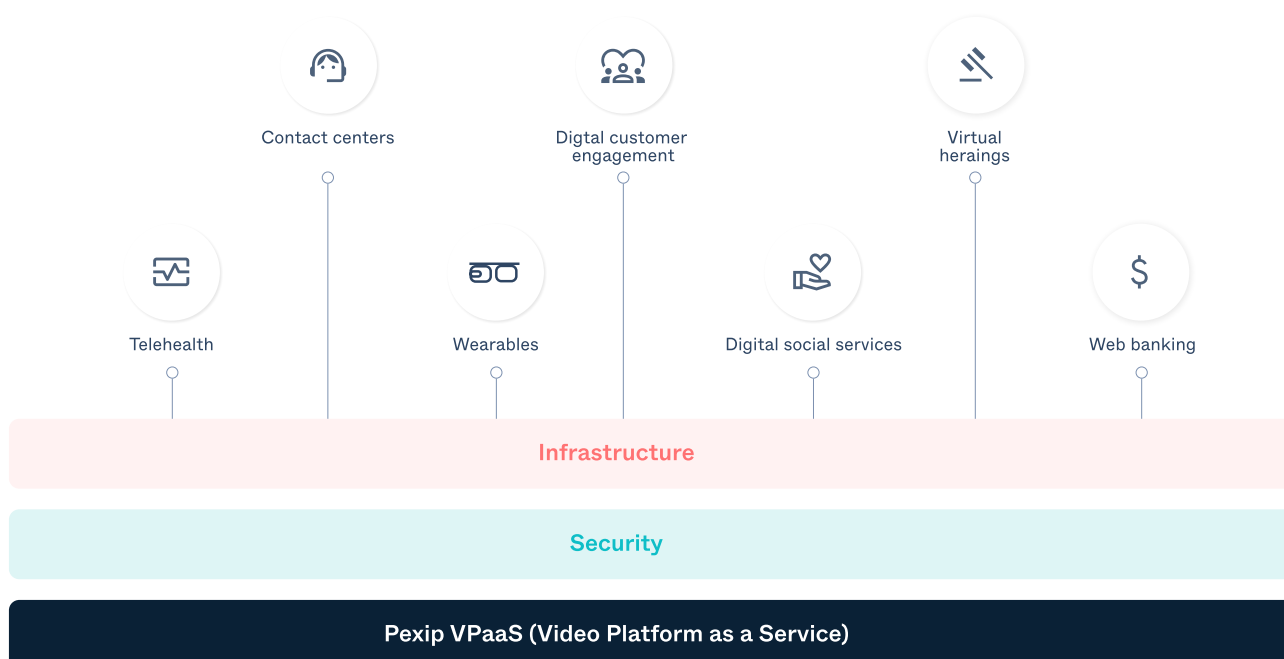 Contact centers
Digtal customer
engagement
Virtual
heraings
Telehealth
Wearables
Digital social services
Web banking
Infrastructure
Security
Pexip VPaaS (Video Platform as a Service)